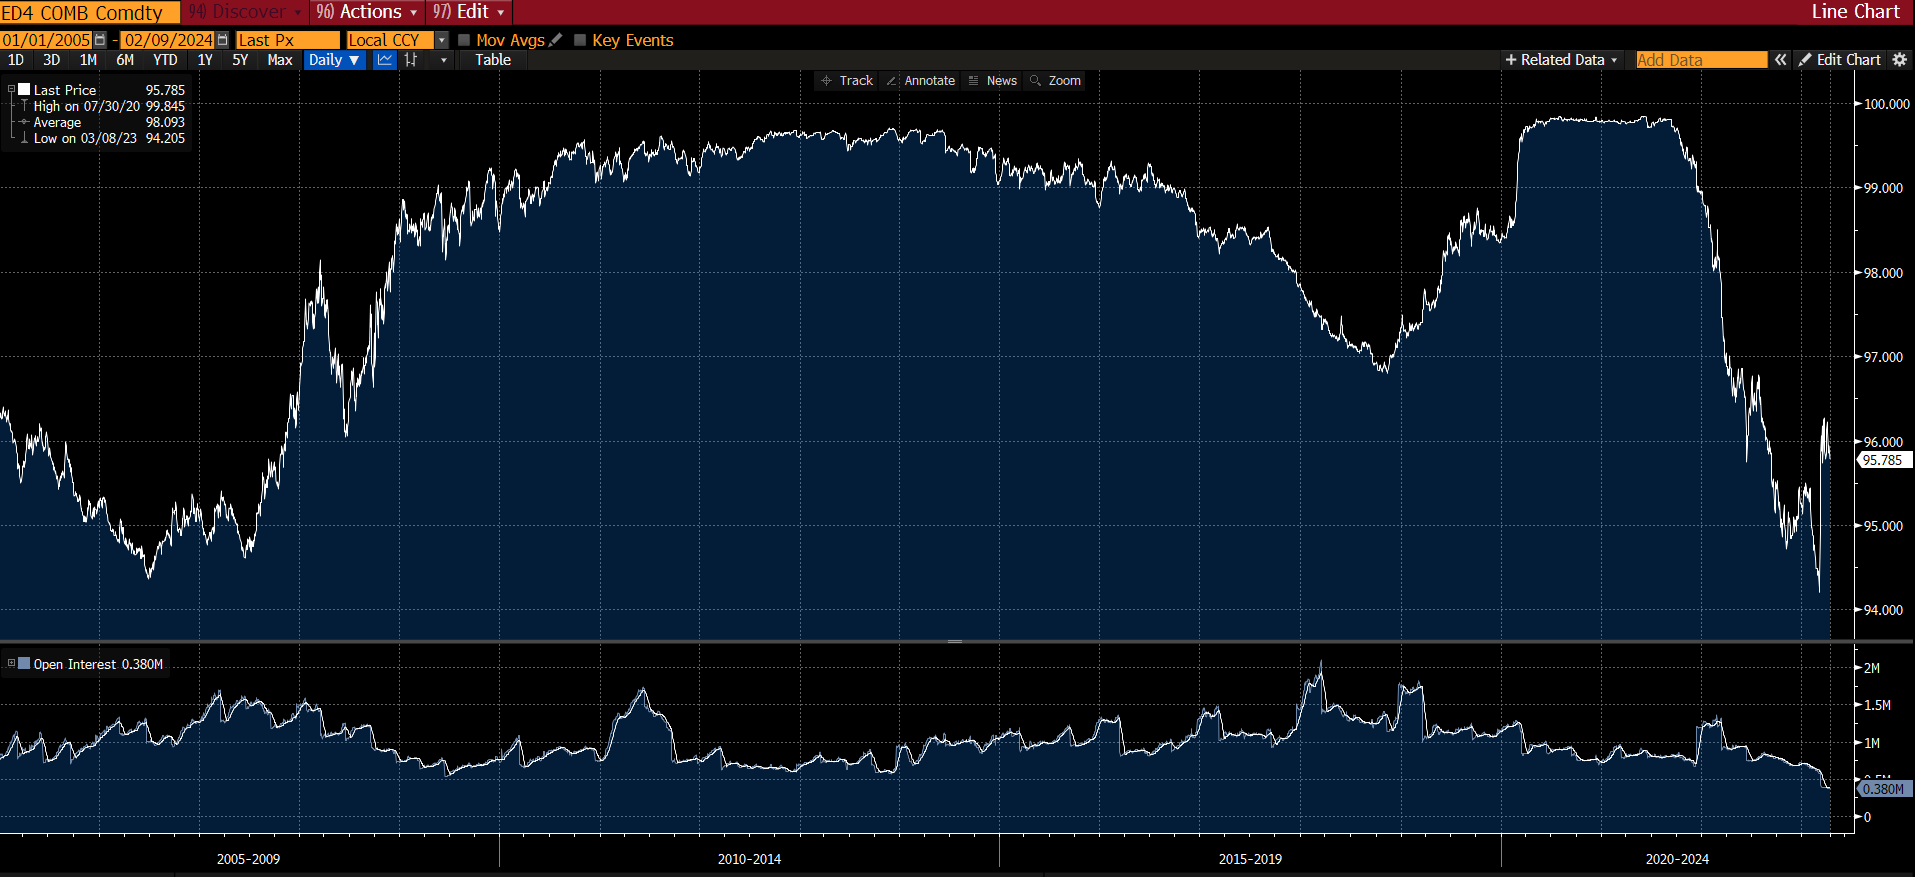 ED4 COMB Comdty 94) Discover 96) Actions 97) Edit Line Chart
01/01/2005 - 02/09/2024 Last Px Local CCY Mov Avgs Key Events
1D 3D 1M 6M YTD 1Y 5Y Max Daily ▼ Table + Related Data Add Data « Edit Chart
Track Annotate News Zoom
Last Price 95.785
High on 07/30/20 99.845
Average 98.093
Low on 03/08/23 94.205
100.000
99.000
98.000
97.000
96.000
95.785
95.000
94.000
Open Interest 0.380M
2M
1.5M
1M
0.5M
0.380M
0
2005-2009 2010-2014 2015-2019 2020-2024